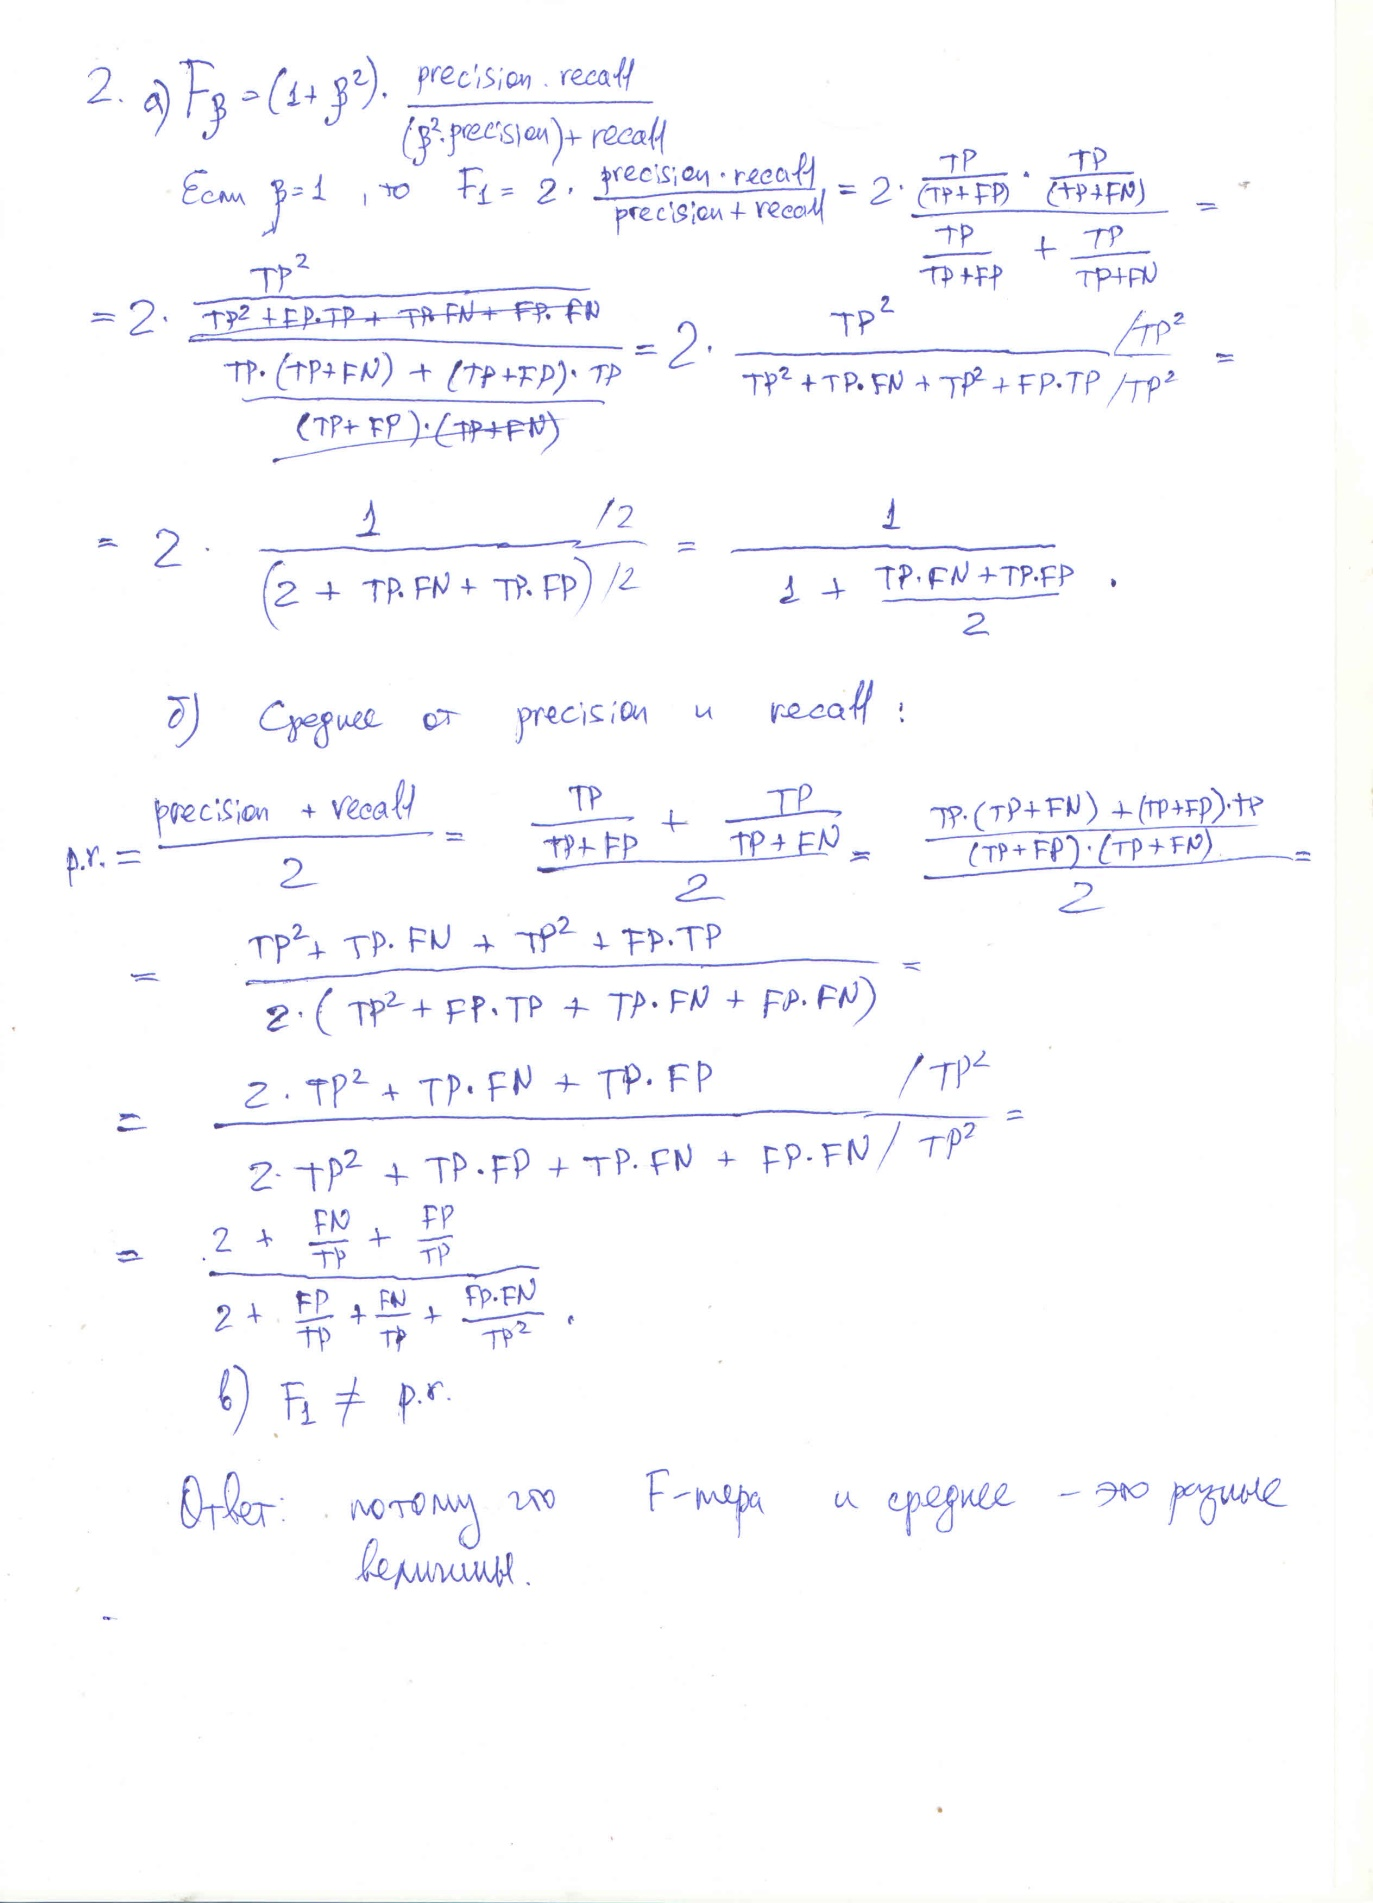 2. а) Fβ = (1+β²)· (precision · recall) / ((β²·precision) + recall)
Если β=1, то F₁ = 2 · (precision · recall) / (precision + recall) = 2 · (TP/(TP+FP) · TP/(TP+FN)) / (TP/(TP+FP) + TP/(TP+FN)) =
= 2 · (TP² / (TP² + FP·TP + TP·FN + FP·FN)) / ((TP·(TP+FN) + (TP+FP)·TP) / ((TP+FP)·(TP+FN))) = 2 · (TP² /TP²) / (TP² + TP·FN + TP² + FP·TP /TP²) =
= 2 · (1 /2) / ((2 + TP·FN + TP·FP) /2) = 1 / (1 + (TP·FN + TP·FP)/2) .
б) Среднее от precision и recall :
p.r. = (precision + recall) / 2 = (TP/(TP+FP) + TP/(TP+FN)) / 2 = ((TP·(TP+FN) + (TP+FP)·TP) / ((TP+FP)·(TP+FN))) / 2 =
= (TP² + TP·FN + TP² + FP·TP) / (2·(TP² + FP·TP + TP·FN + FP·FN)) =
= (2·TP² + TP·FN + TP·FP /TP²) / (2·TP² + TP·FP + TP·FN + FP·FN / TP²) =
= (2 + FN/TP + FP/TP) / (2 + FP/TP + FN/TP + FP·FN/TP²) .
в) F₁ ≠ p.r.
Ответ: потому что F-мера и среднее - это разные
величины.